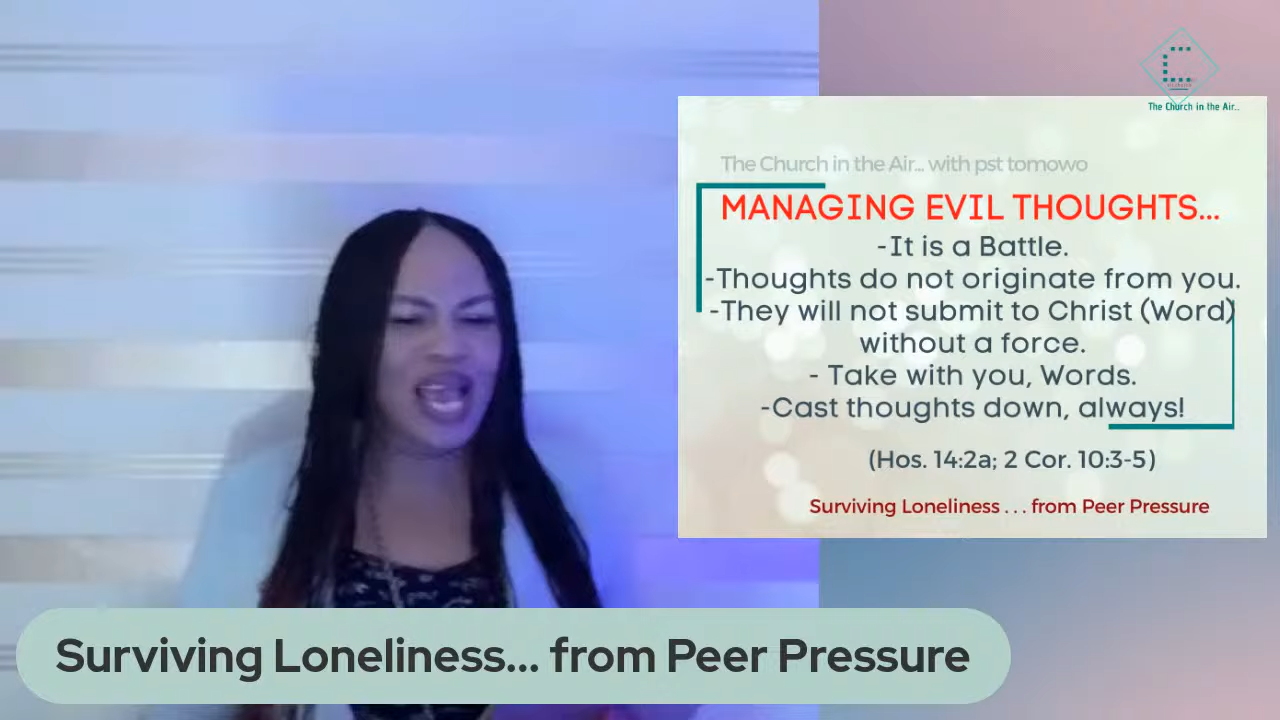 The Church in the Air..
The Church in the Air... with pst tomowo
MANAGING EVIL THOUGHTS...
-It is a Battle.
-Thoughts do not originate from you.
-They will not submit to Christ (Word)
without a force.
- Take with you, Words.
-Cast thoughts down, always!
(Hos. 14:2a; 2 Cor. 10:3-5)
Surviving Loneliness . . . from Peer Pressure
Surviving Loneliness... from Peer Pressure